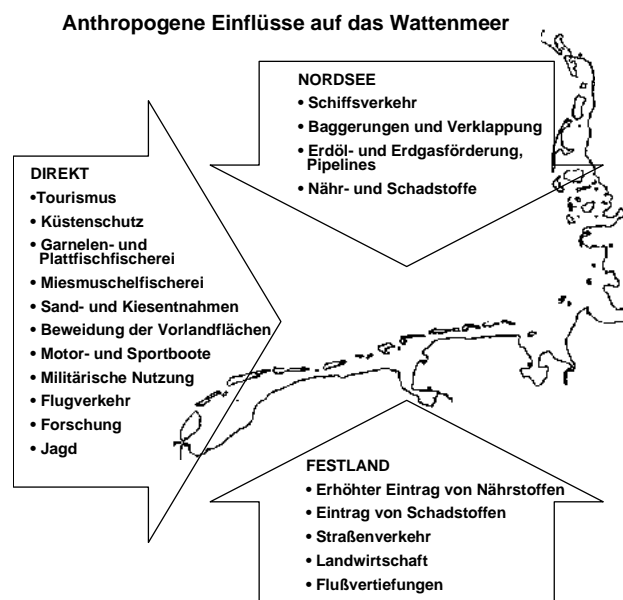 Anthropogene Einflüsse auf das Wattenmeer
NORDSEE
• Schiffsverkehr
• Baggerungen und Verklappung
• Erdöl- und Erdgasförderung,
Pipelines
• Nähr- und Schadstoffe
DIREKT
•Tourismus
• Küstenschutz
• Garnelen- und
Plattfischfischerei
• Miesmuschelfischerei
• Sand- und Kiesentnahmen
• Beweidung der Vorlandflächen
• Motor- und Sportboote
• Militärische Nutzung
• Flugverkehr
• Forschung
• Jagd
FESTLAND
• Erhöhter Eintrag von Nährstoffen
• Eintrag von Schadstoffen
• Straßenverkehr
• Landwirtschaft
• Flußvertiefungen